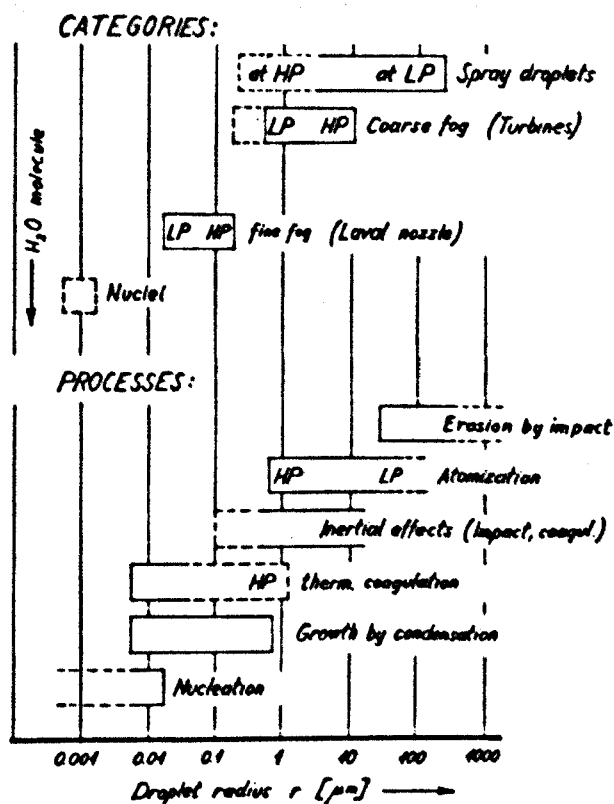 CATEGORIES:
at HP at LP Spray droplets
LP HP Coarse fog (Turbines)
H₂O molecule
LP HP fine fog (Laval nozzle)
Nuclei
PROCESSES:
Erosion by impact
HP LP Atomization
Inertial effects (Impact, coagul.)
HP therm. coagulation
Growth by condensation
Nucleation
0.001 0.01 0.1 1 10 100 1000
Droplet radius r [μm]